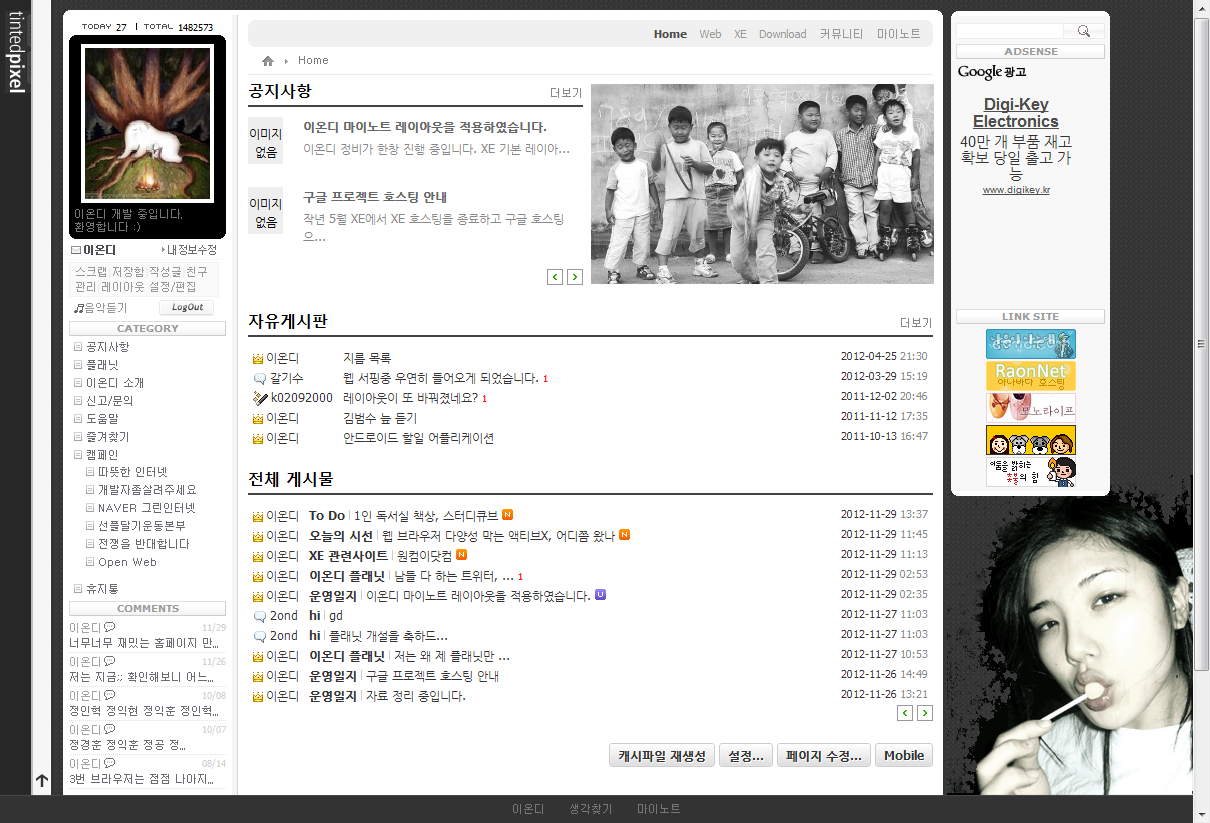 tintedpixel
TODAY 27 | TOTAL 1482573
이온디 개발 중입니다.
환영합니다 :)
이온디
내정보수정
스크랩 저장함 작성글 친구
관리 레이아웃 설정/편집
음악듣기
LogOut
CATEGORY
공지사항
플래닛
이온디 소개
신고/문의
도움말
즐겨찾기
캠페인
따뜻한 인터넷
개발자좀살려주세요
NAVER 그린인터넷
선플달기운동본부
전쟁을 반대합니다
Open Web
휴지통
COMMENTS
이온디 11/29
너무너무 재밌는 홈페이지 만...
이온디 11/26
저는 지금;; 확인해보니 어느...
이온디 10/08
정인혁 정익현 정익훈 정인혁...
이온디 10/07
정경훈 정익훈 정공 정...
이온디 08/14
3번 브라우저는 점점 나아지...
Home Web XE Download 커뮤니티 마이노트
Home
공지사항 더보기
이미지 없음
이온디 마이노트 레이아웃을 적용하였습니다.
이온디 정비가 한창 진행 중입니다. XE 기본 레이아...
이미지 없음
구글 프로젝트 호스팅 안내
작년 5월 XE에서 XE 호스팅을 종료하고 구글 호스팅
으...
자유게시판 더보기
이온디 지름 목록 2012-04-25 21:30
갈기수 웹 서핑중 우연히 들어오게 되었습니다. 1 2012-03-29 15:19
k02092000 레이아웃이 또 바꿔졌네요? 1 2011-12-02 20:46
이온디 김범수 늪 듣기 2011-11-12 17:35
이온디 안드로이드 할일 어플리케이션 2011-10-13 16:47
전체 게시물
이온디 To Do | 1인 독서실 책상, 스터디큐브 N 2012-11-29 13:37
이온디 오늘의 시선 | 웹 브라우저 다양성 막는 액티브X, 어디쯤 왔나 N 2012-11-29 11:45
이온디 XE 관련사이트 | 원컴이닷컴 N 2012-11-29 11:13
이온디 이온디 플래닛 | 남들 다 하는 트위터, ... 1 2012-11-29 02:53
이온디 운영일지 | 이온디 마이노트 레이아웃을 적용하였습니다. U 2012-11-29 02:35
2ond hi | gd 2012-11-27 11:03
2ond hi | 플래닛 개설을 축하드... 2012-11-27 11:03
이온디 이온디 플래닛 | 저는 왜 제 플래닛만 ... 2012-11-27 10:53
이온디 운영일지 | 구글 프로젝트 호스팅 안내 2012-11-26 14:49
이온디 운영일지 | 자료 정리 중입니다. 2012-11-26 13:21
캐시파일 재생성 설정... 페이지 수정... Mobile
ADSENSE
Google 광고
Digi-Key
Electronics
40만 개 부품 재고
확보 당일 출고 가
능
www.digikey.kr
LINK SITE
RaonNet
아나바다 호스팅
모노라이프
어둠을 밝히는
촛불의 힘
이온디 생각찾기 마이노트